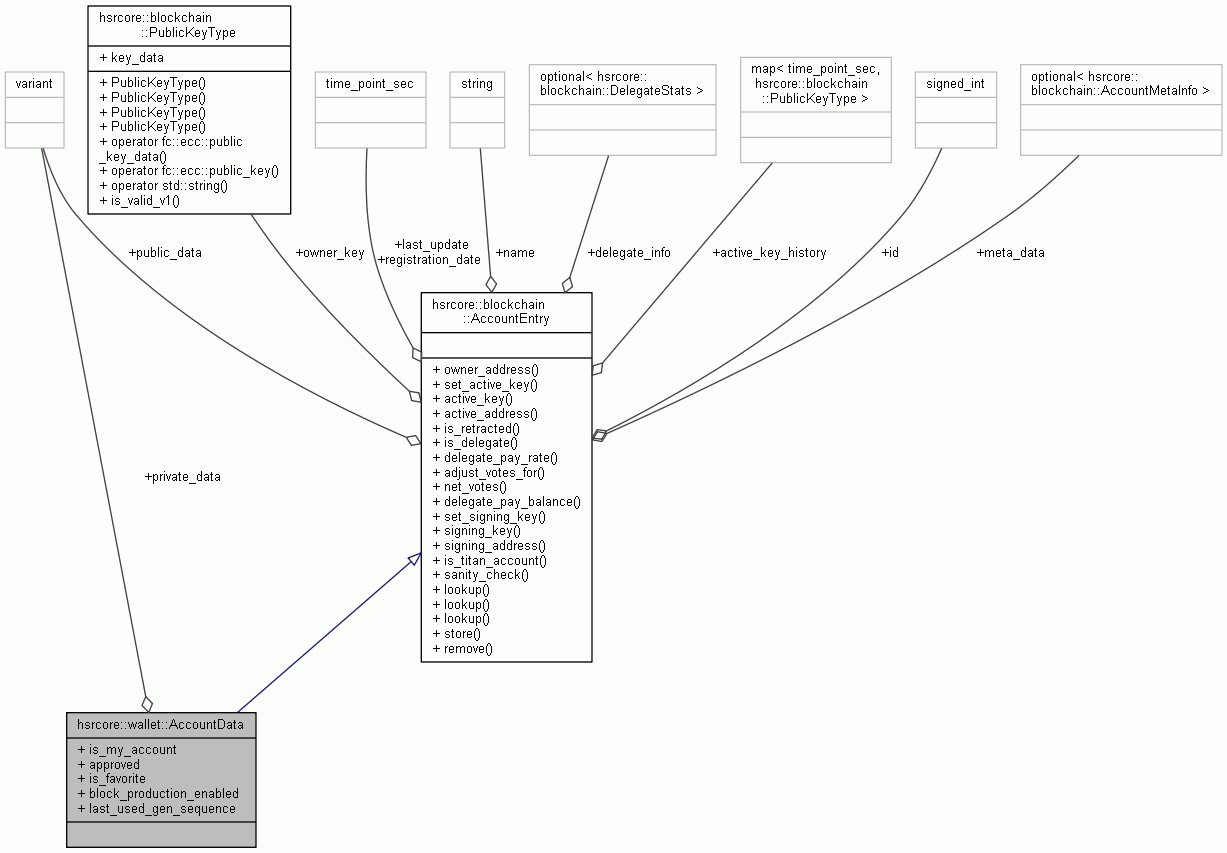 hsrcore::blockchain
::PublicKeyType
+ key_data
+ PublicKeyType()
+ PublicKeyType()
+ PublicKeyType()
+ PublicKeyType()
+ operator fc::ecc::public
_key_data()
+ operator fc::ecc::public_key()
+ operator std::string()
+ is_valid_v1()
variant
time_point_sec
string
optional< hsrcore::
blockchain::DelegateStats >
map< time_point_sec,
hsrcore::blockchain
::PublicKeyType >
signed_int
optional< hsrcore::
blockchain::AccountMetaInfo >
+public_data
+owner_key
+last_update
+registration_date
+name
+delegate_info
+active_key_history
+id
+meta_data
hsrcore::blockchain
::AccountEntry
+ owner_address()
+ set_active_key()
+ active_key()
+ active_address()
+ is_retracted()
+ is_delegate()
+ delegate_pay_rate()
+ adjust_votes_for()
+ net_votes()
+ delegate_pay_balance()
+ set_signing_key()
+ signing_key()
+ signing_address()
+ is_titan_account()
+ sanity_check()
+ lookup()
+ lookup()
+ lookup()
+ store()
+ remove()
+private_data
hsrcore::wallet::AccountData
+ is_my_account
+ approved
+ is_favorite
+ block_production_enabled
+ last_used_gen_sequence